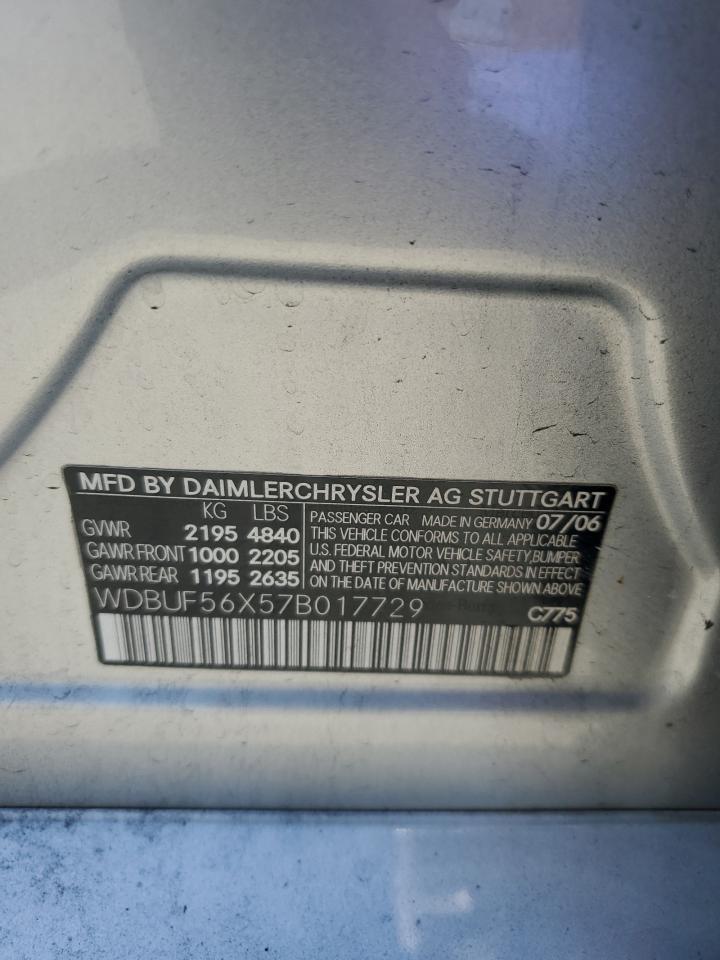 MFD BY DAIMLERCHRYSLER AG STUTTGART
KG LBS
GVWR 2195 4840
GAWR FRONT 1000 2205
GAWR REAR 1195 2635
PASSENGER CAR MADE IN GERMANY 07/06
THIS VEHICLE CONFORMS TO ALL APPLICABLE
U.S. FEDERAL MOTOR VEHICLE SAFETY, BUMPER
AND THEFT PREVENTION STANDARDS IN EFFECT
ON THE DATE OF MANUFACTURE SHOWN ABOVE
WDBUF56X57B017729
C775